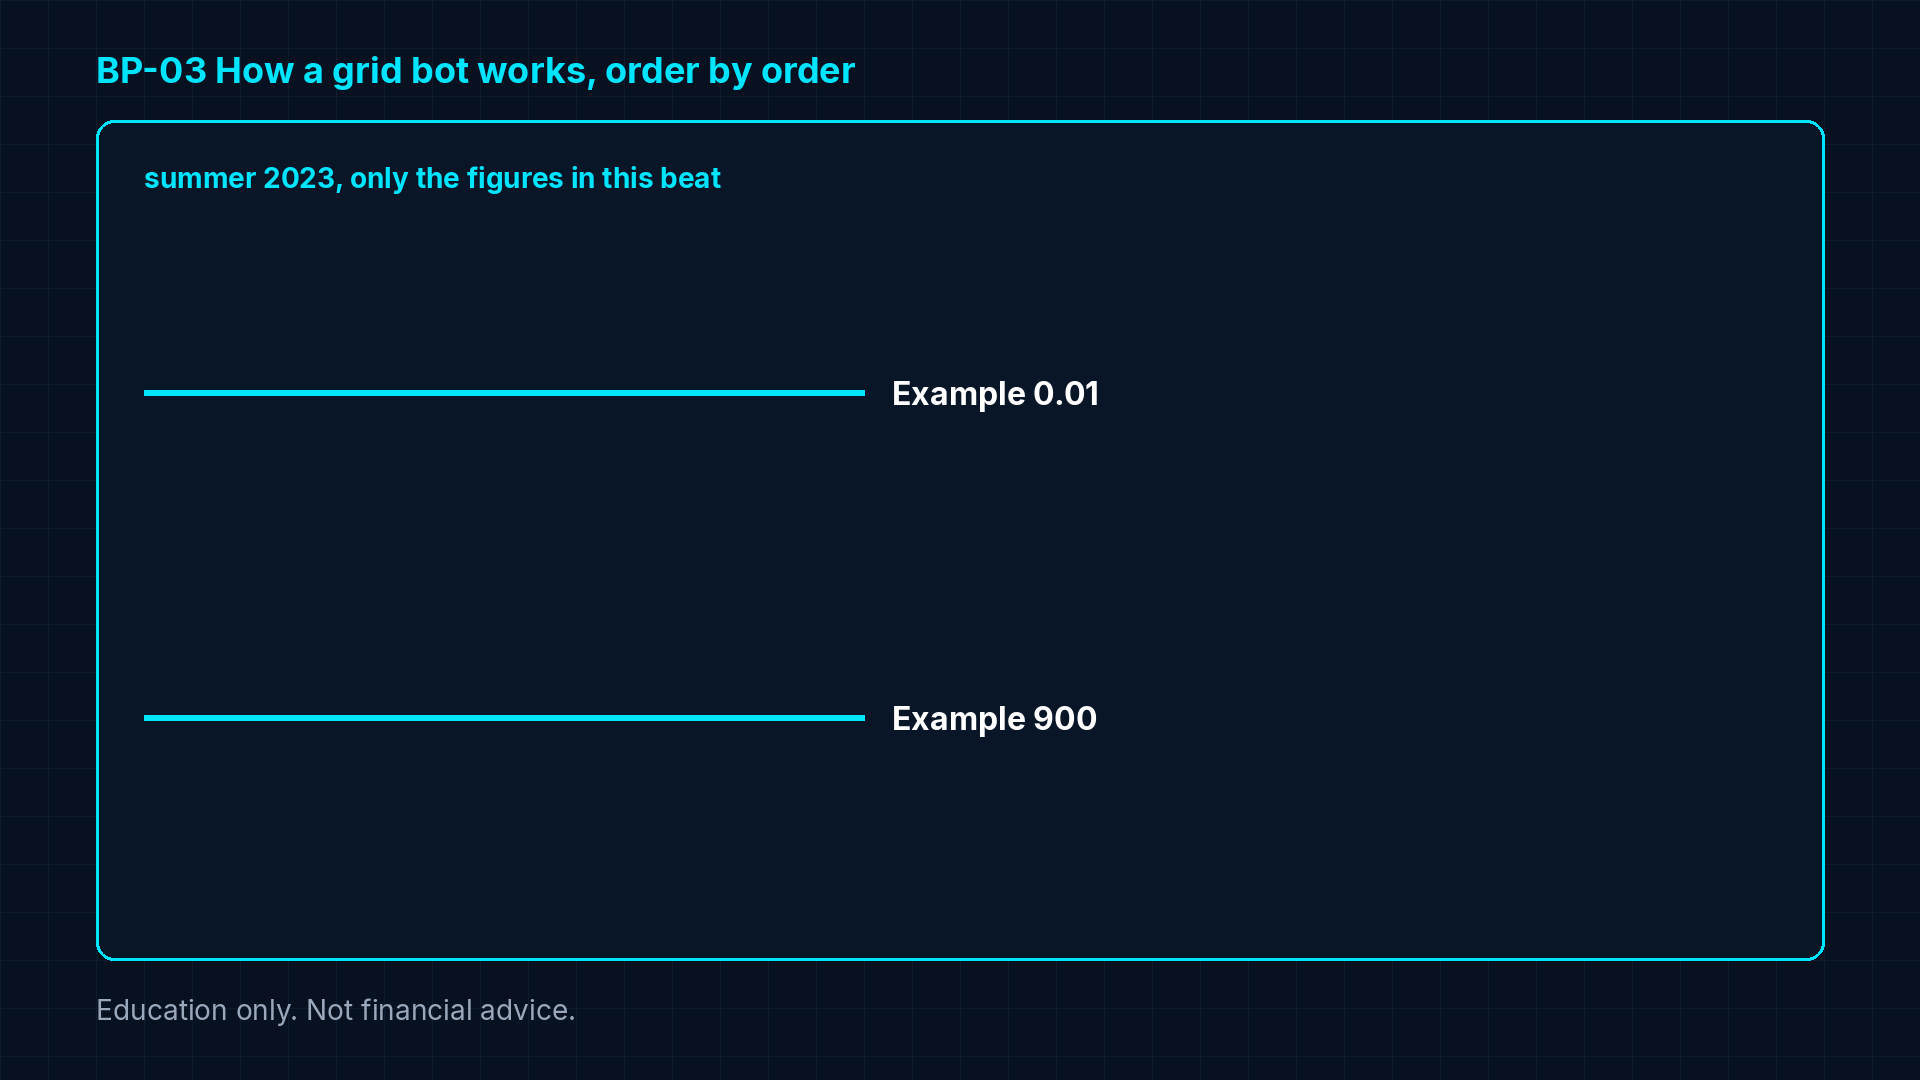 BP-03 How a grid bot works, order by order
summer 2023, only the figures in this beat
Example 0.01
Example 900
Education only. Not financial advice.